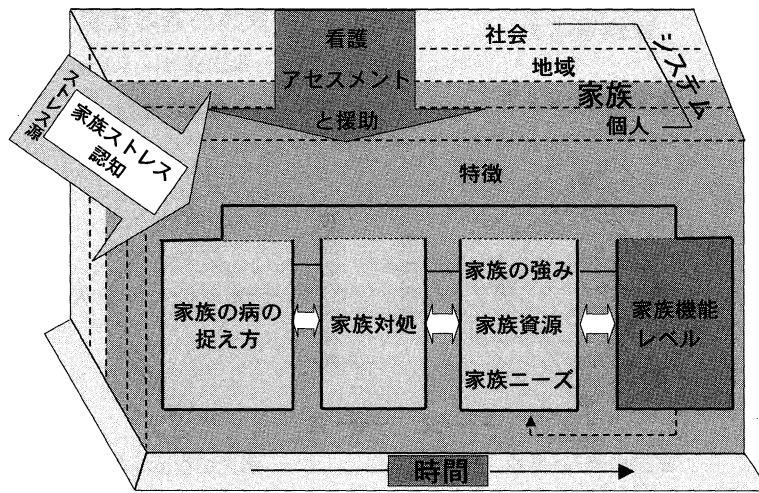 看護
アセスメント
と援助
社会
地域
家族
個人
システム
ストレス源
家族ストレス
認知
特徴
家族の病の
捉え方
家族対処
家族の強み
家族資源
家族ニーズ
家族機能
レベル
時間